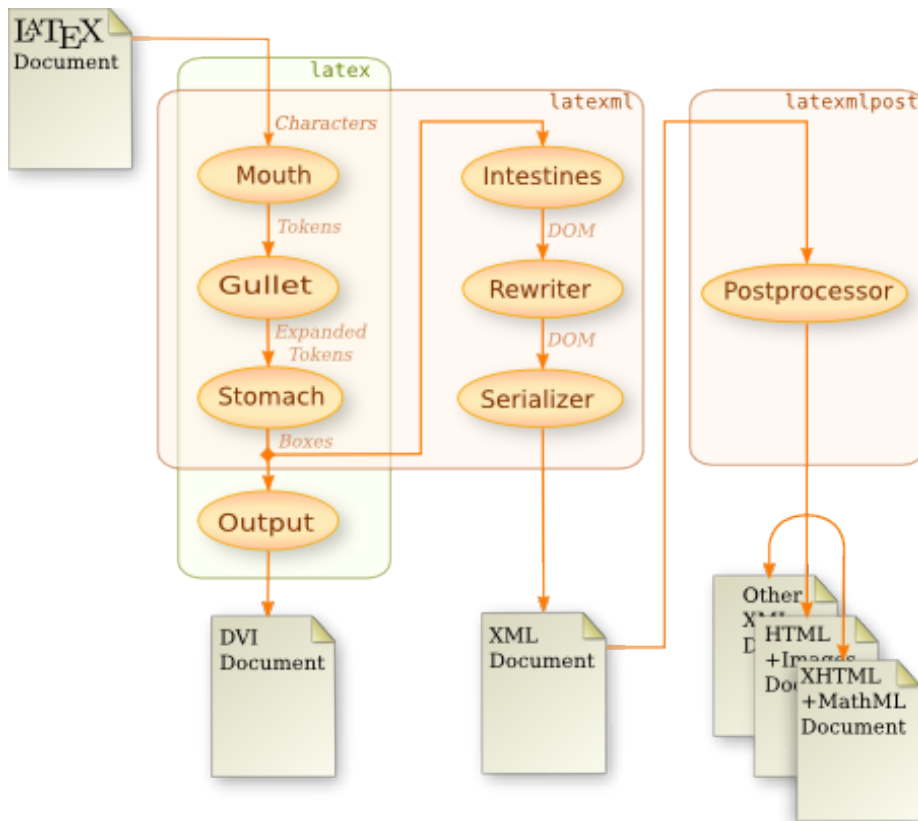 LATEX
Document
latex
latexml
latexmlpost
Characters
Mouth
Tokens
Gullet
Expanded
Tokens
Stomach
Boxes
Output
DVI
Document
Intestines
DOM
Rewriter
DOM
Serializer
XML
Document
Postprocessor
Other
HTML
+Images
XHTML
+MathML
Document